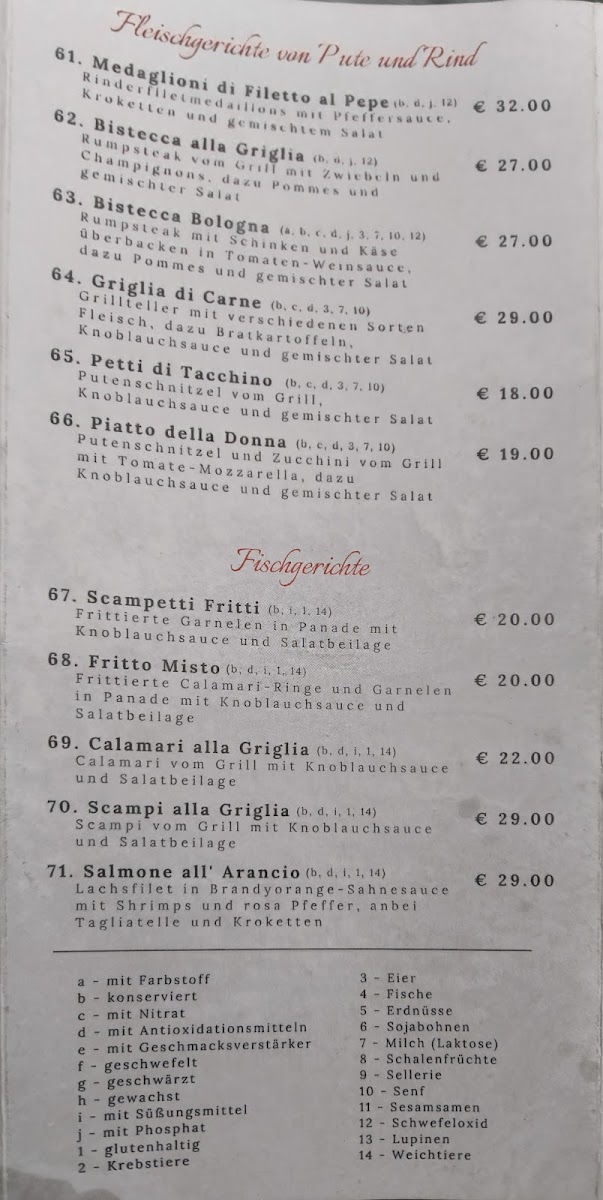 Fleischgerichte von Pute und Rind
61. Medaglioni di Filetto al Pepe (b, d, j, 12) € 32.00
Rinderfiletmedaillons mit Pfeffersauce,
Kroketten und gemischtem Salat
62. Bistecca alla Griglia (b, d, j, 12) € 27.00
Rumpsteak vom Grill mit Zwiebeln und
Champignons, dazu Pommes und
gemischter Salat
63. Bistecca Bologna (a, b, c, d, j, 3, 7, 10, 12) € 27.00
Rumpsteak mit Schinken und Käse
überbacken in Tomaten-Weinsauce,
dazu Pommes und gemischter Salat
64. Griglia di Carne (b, c, d, 3, 7, 10) € 29.00
Grillteller mit verschiedenen Sorten
Fleisch, dazu Bratkartoffeln,
Knoblauchsauce und gemischter Salat
65. Petti di Tacchino (b, c, d, 3, 7, 10) € 18.00
Putenschnitzel vom Grill,
Knoblauchsauce und gemischter Salat
66. Piatto della Donna (b, c, d, 3, 7, 10) € 19.00
Putenschnitzel und Zucchini vom Grill
mit Tomate-Mozzarella, dazu
Knoblauchsauce und gemischter Salat
Fischgerichte
67. Scampetti Fritti (b, i, 1, 14) € 20.00
Frittierte Garnelen in Panade mit
Knoblauchsauce und Salatbeilage
68. Fritto Misto (b, d, i, 1, 14) € 20.00
Frittierte Calamari-Ringe und Garnelen
in Panade mit Knoblauchsauce und
Salatbeilage
69. Calamari alla Griglia (b, d, i, 1, 14) € 22.00
Calamari vom Grill mit Knoblauchsauce
und Salatbeilage
70. Scampi alla Griglia (b, d, i, 1, 14) € 29.00
Scampi vom Grill mit Knoblauchsauce
und Salatbeilage
71. Salmone all' Arancio (b, d, i, 1, 14) € 29.00
Lachsfilet in Brandyorange-Sahnesauce
mit Shrimps und rosa Pfeffer, anbei
Tagliatelle und Kroketten
a - mit Farbstoff
b - konserviert
c - mit Nitrat
d - mit Antioxidationsmitteln
e - mit Geschmacksverstärker
f - geschwefelt
g - geschwärzt
h - gewachst
i - mit Süßungsmittel
j - mit Phosphat
1 - glutenhaltig
2 - Krebstiere
3 - Eier
4 - Fische
5 - Erdnüsse
6 - Sojabohnen
7 - Milch (Laktose)
8 - Schalenfrüchte
9 - Sellerie
10 - Senf
11 - Sesamsamen
12 - Schwefeloxid
13 - Lupinen
14 - Weichtiere